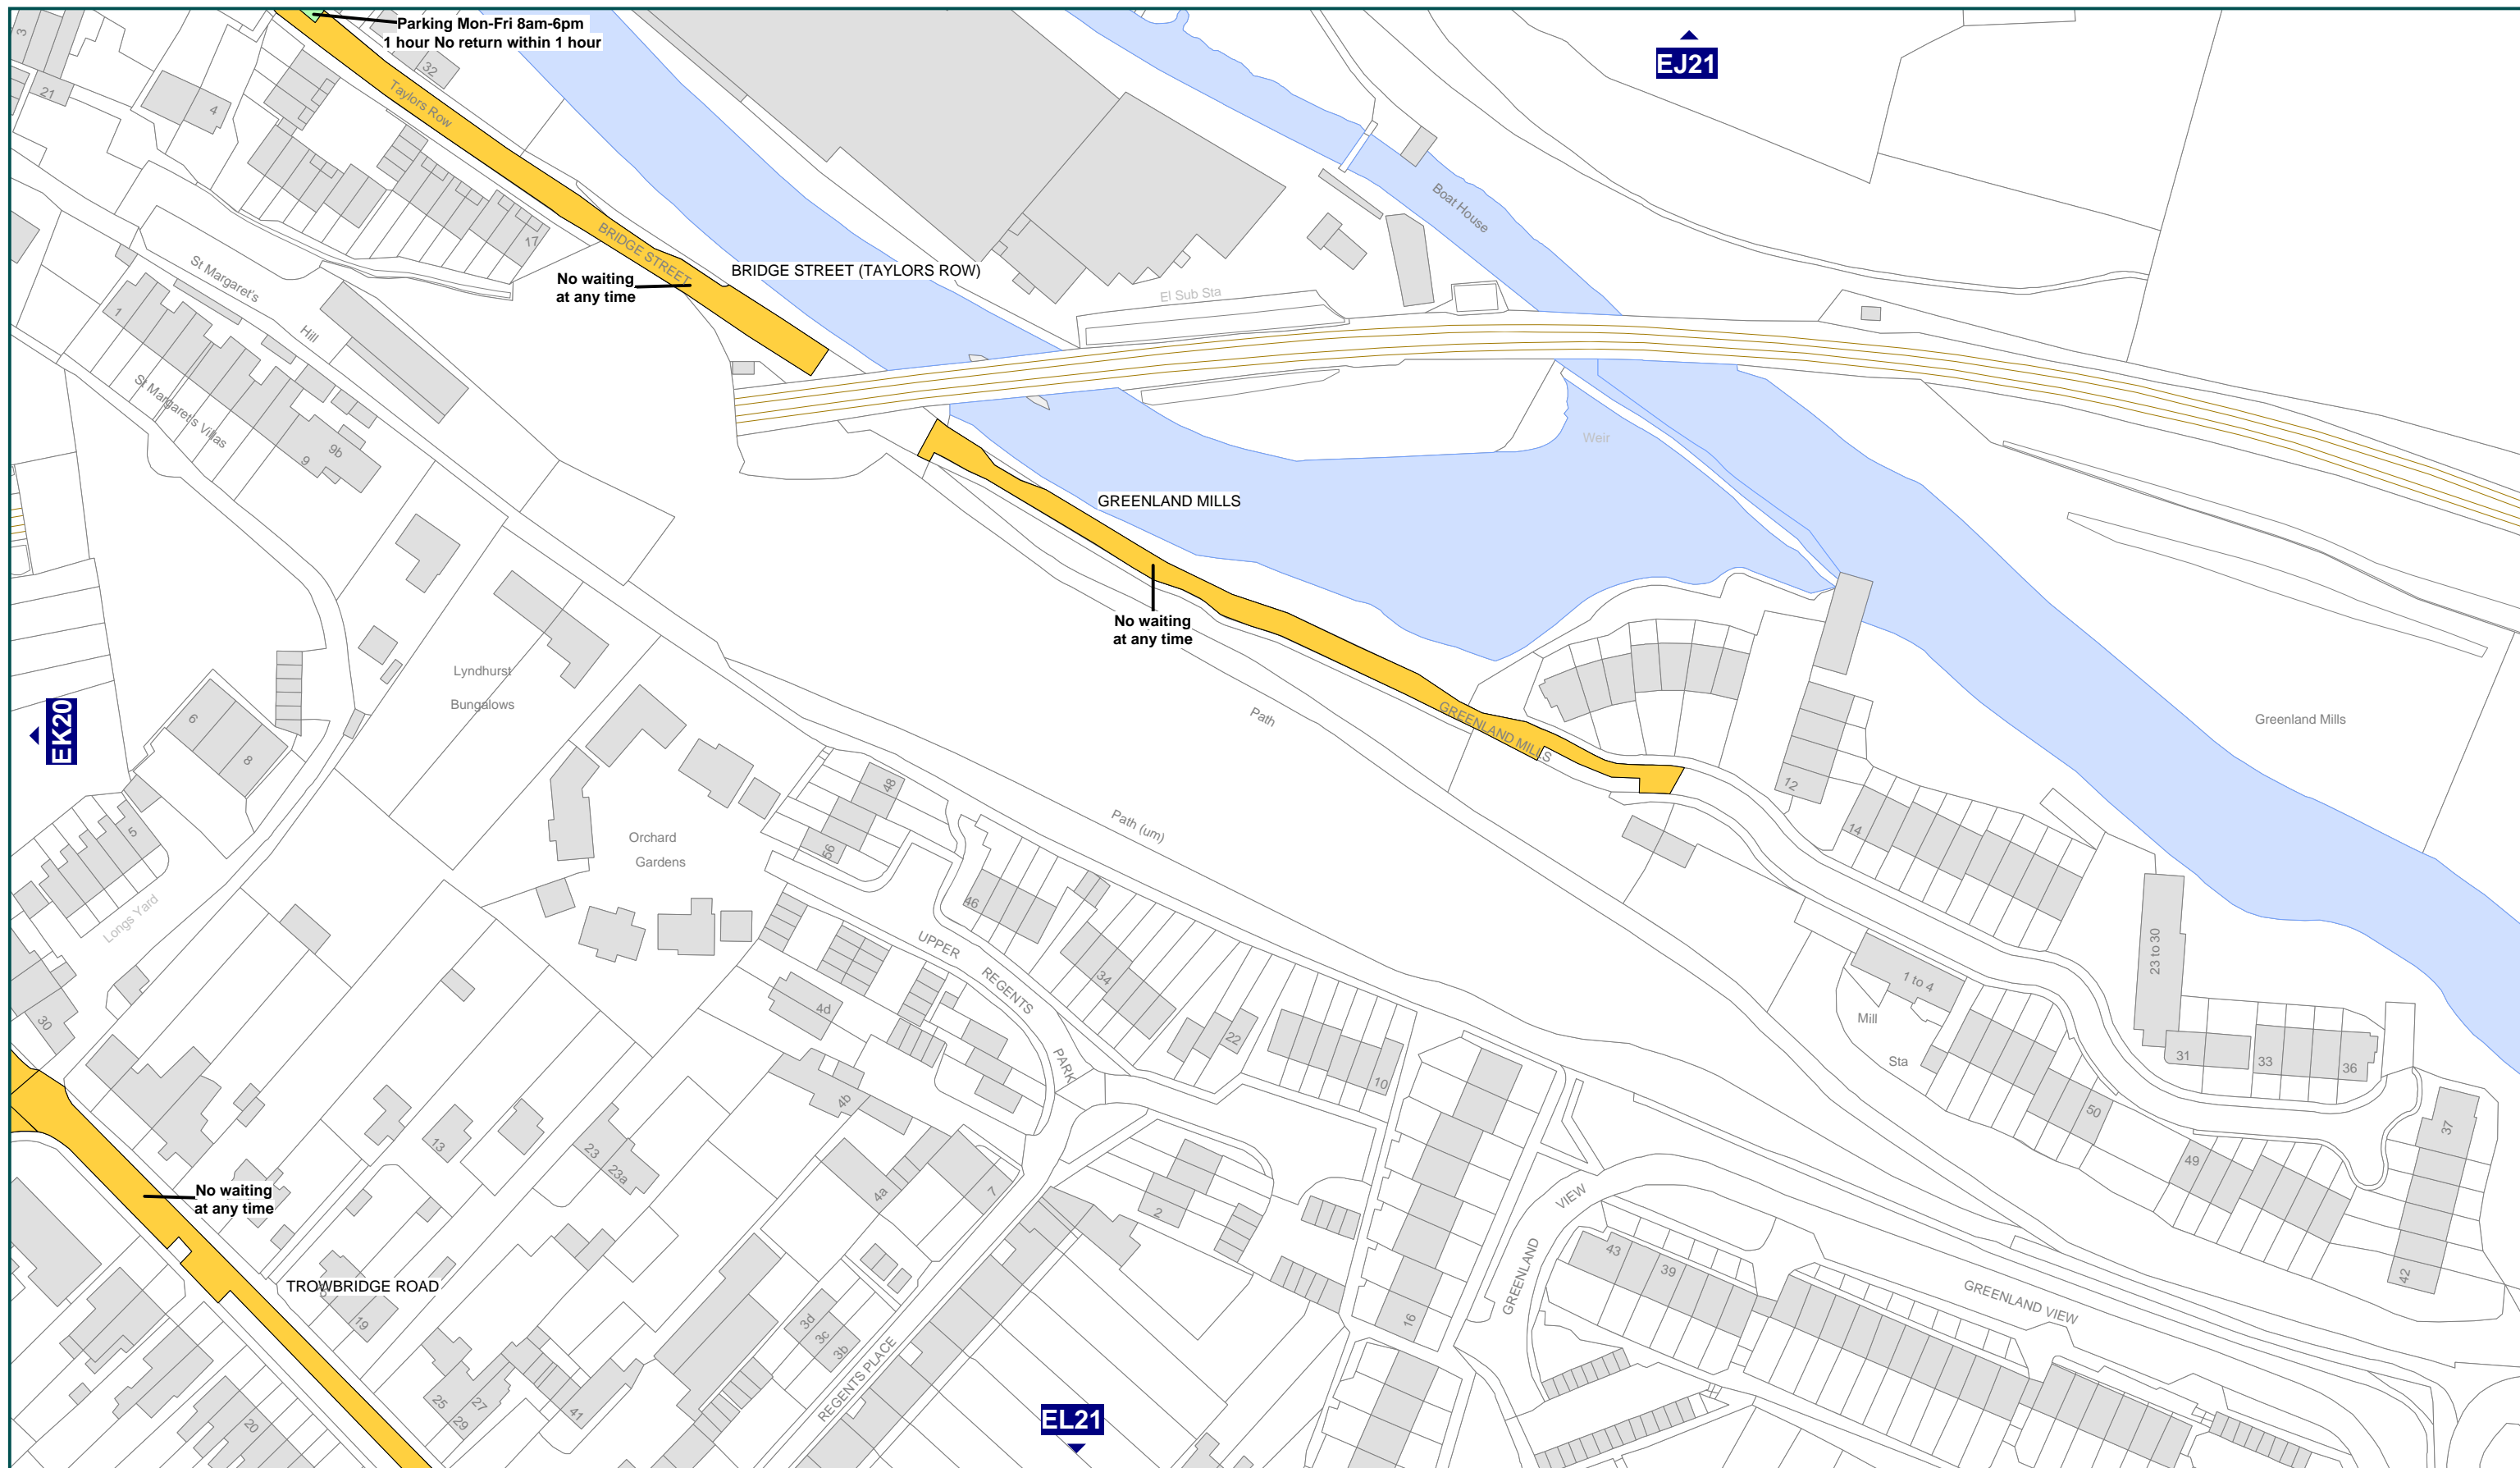 Parking Mon-Fri 8am-6pm
1 hour No return within 1 hour
EJ21
3
21
4
32
Taylors Row
17
BRIDGE STREET
BRIDGE STREET (TAYLORS ROW)
No waiting
at any time
Boat House
El Sub Sta
St Margaret's
Hill
1
St Margaret's Villas
9
9b
Weir
GREENLAND MILLS
No waiting
at any time
Lyndhurst
Bungalows
EK20
6
8
5
Longs Yard
30
Path
GREENLAND MILLS
Greenland Mills
12
14
Orchard
Gardens
48
56
Path (um)
46
34
22
10
UPPER
REGENTS
PARK
4d
4b
4a
7
2
23 to 30
1 to 4
Mill
Sta
31
33
36
50
49
37
42
13
23
23a
No waiting
at any time
TROWBRIDGE ROAD
19
25
29
27
41
20
3d
3c
3b
REGENTS PLACE
16
GREENLAND
VIEW
43
39
GREENLAND VIEW
EL21